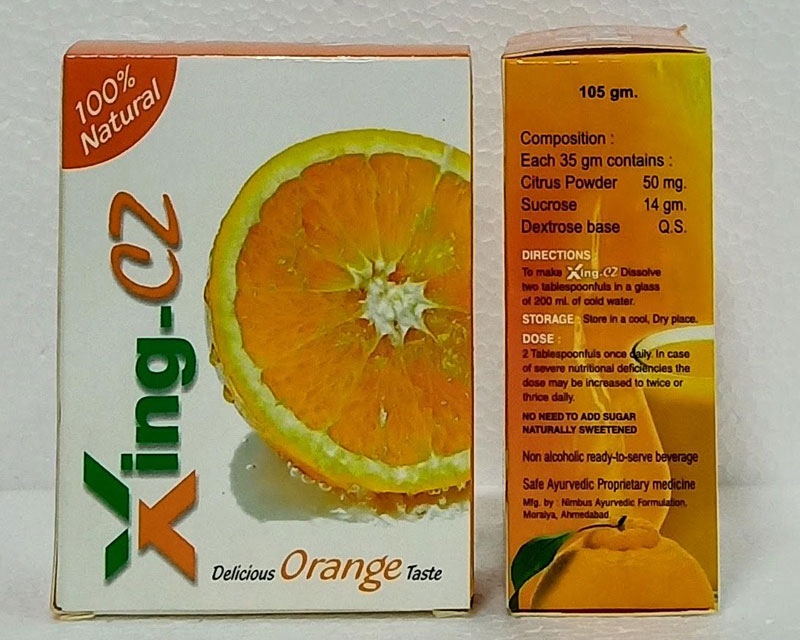 100%
Natural
Xing-CZ
Delicious Orange Taste
105 gm.
Composition :
Each 35 gm contains :
Citrus Powder 50 mg.
Sucrose 14 gm.
Dextrose base Q.S.
DIRECTIONS :
To make Xing-CZ Dissolve
two tablespoonfuls in a glass
of 200 ml. of cold water.
STORAGE : Store in a cool, Dry place.
DOSE :
2 Tablespoonfuls once daily. In case
of severe nutritional deficiencies the
dose may be increased to twice or
thrice daily.
NO NEED TO ADD SUGAR
NATURALLY SWEETENED
Non alcoholic ready-to-serve beverage
Safe Ayurvedic Proprietary medicine
Mfg. by : Nimbus Ayurvedic Formulation,
Moraiya, Ahmedabad